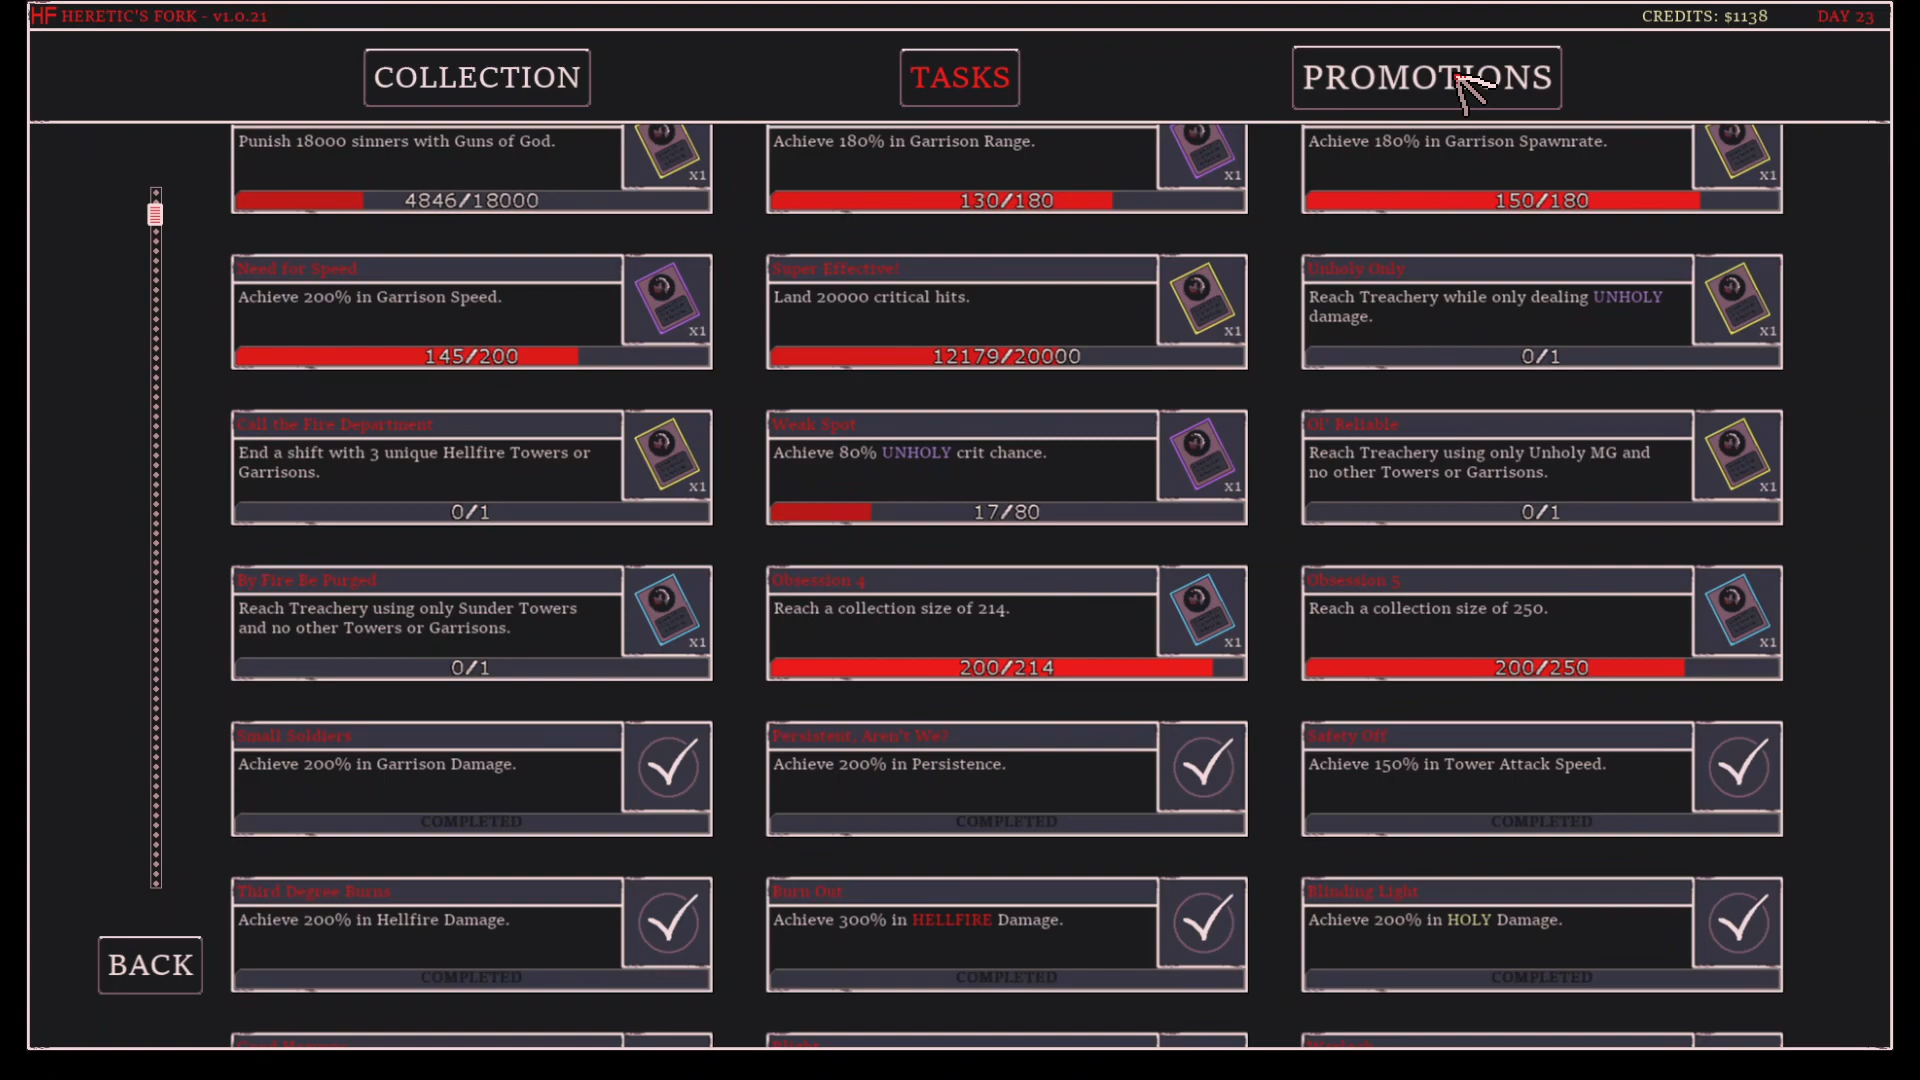 HF HERETIC'S FORK - v1.0.21
CREDITS: $1138
DAY 23
COLLECTION
TASKS
PROMOTIONS
Punish 18000 sinners with Guns of God.
x1
4846/18000
Achieve 180% in Garrison Range.
x1
130/180
Achieve 180% in Garrison Spawnrate.
x1
150/180
Need for Speed
Achieve 200% in Garrison Speed.
x1
145/200
Super Effective!
Land 20000 critical hits.
x1
12179/20000
Unholy Only
Reach Treachery while only dealing UNHOLY
damage.
x1
0/1
Call the Fire Department
End a shift with 3 unique Hellfire Towers or
Garrisons.
x1
0/1
Weak Spot
Achieve 80% UNHOLY crit chance.
x1
17/80
Ol' Reliable
Reach Treachery using only Unholy MG and
no other Towers or Garrisons.
x1
0/1
By Fire Be Purged
Reach Treachery using only Sunder Towers
and no other Towers or Garrisons.
x1
0/1
Obsession 4
Reach a collection size of 214.
x1
200/214
Obsession 5
Reach a collection size of 250.
x1
200/250
Small Soldiers
Achieve 200% in Garrison Damage.
COMPLETED
Persistent, Aren't We?
Achieve 200% in Persistence.
COMPLETED
Safety Off
Achieve 150% in Tower Attack Speed.
COMPLETED
Third Degree Burns
Achieve 200% in Hellfire Damage.
COMPLETED
Burn Out
Achieve 300% in HELLFIRE Damage.
COMPLETED
Blinding Light
Achieve 200% in HOLY Damage.
COMPLETED
BACK